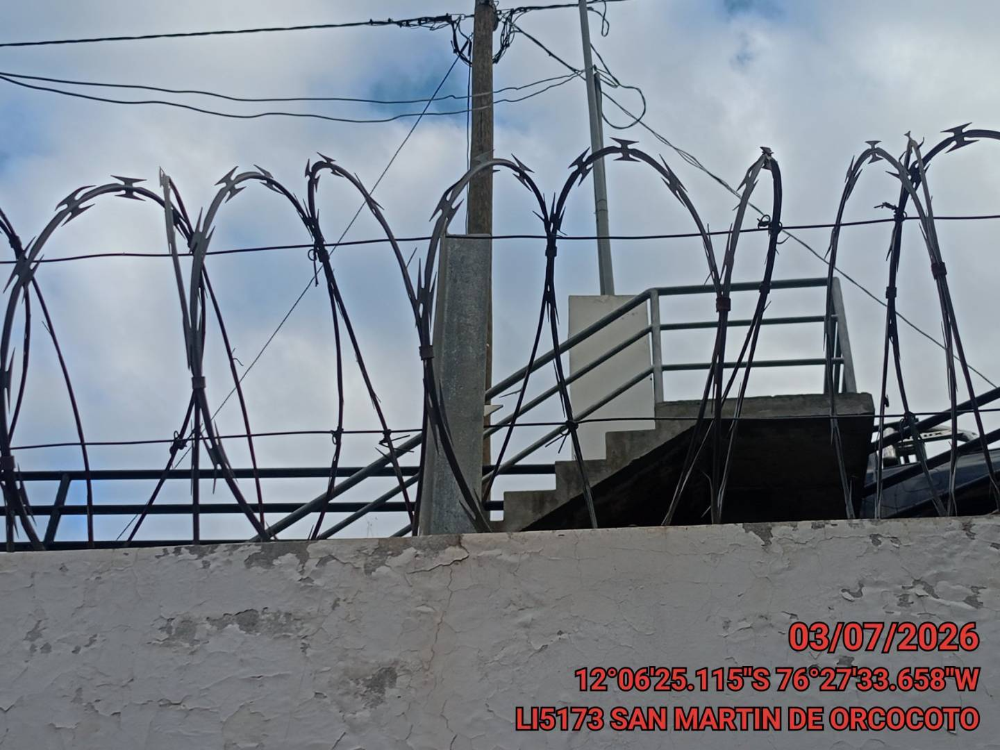 03/07/2026
12°06'25.115"S 76°27'33.658"W
LI5173 SAN MARTIN DE ORCOCOTO